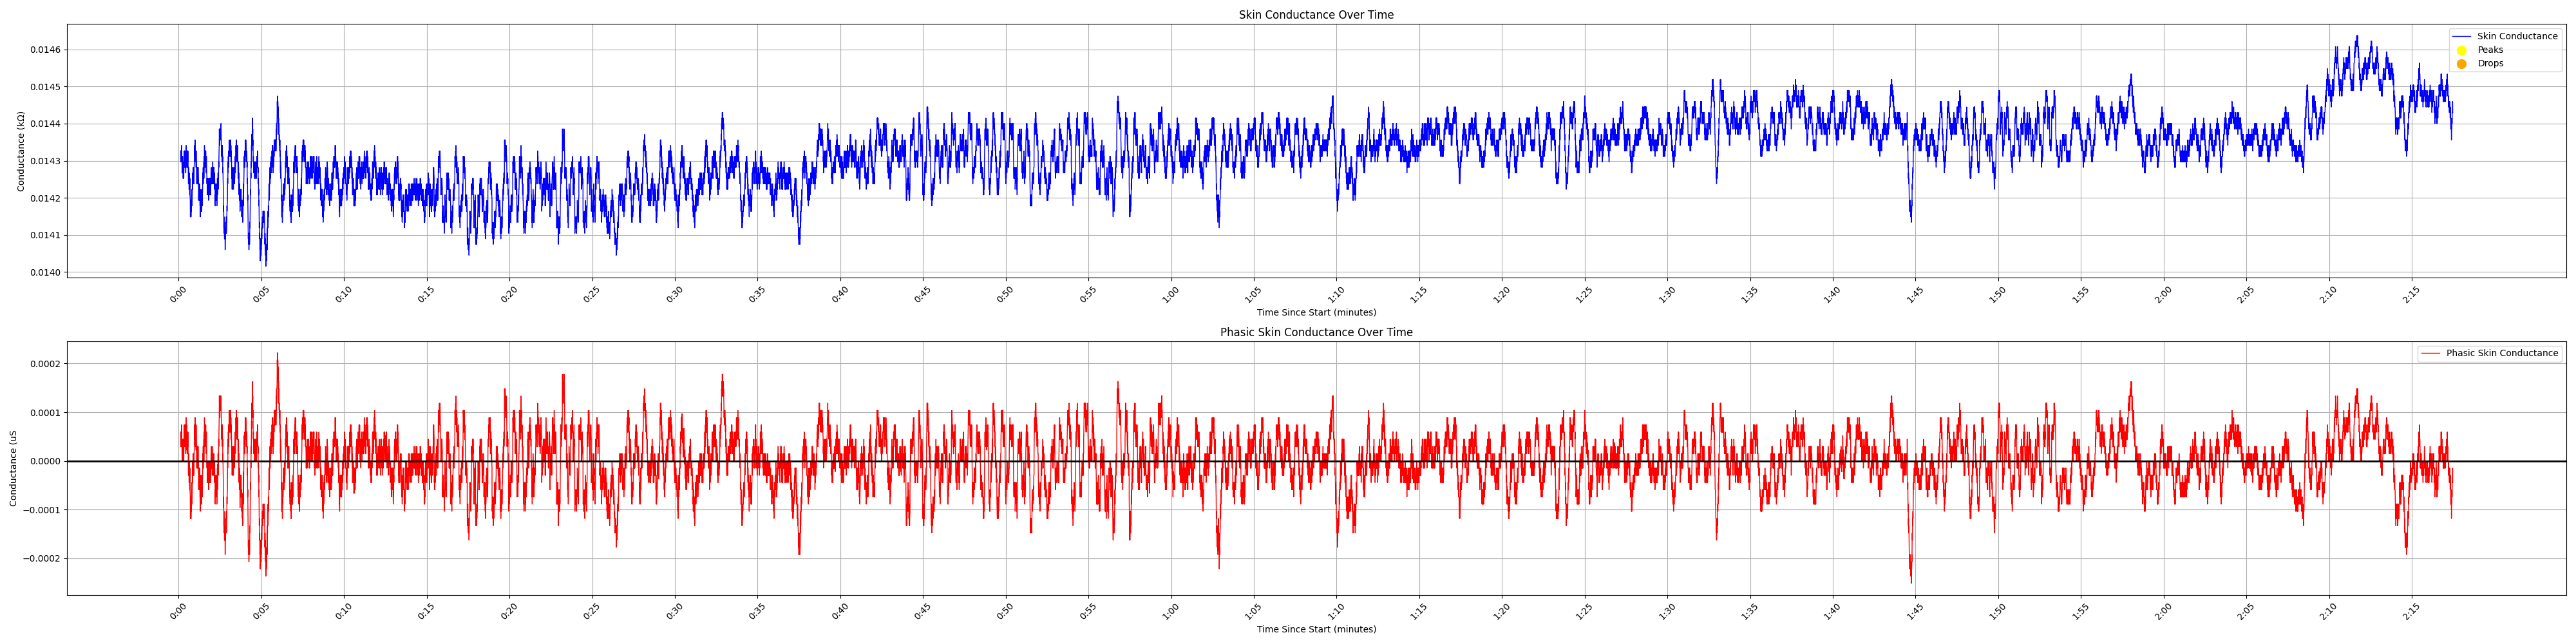 Skin Conductance Over Time
Conductance (kΩ)
0.0146
0.0145
0.0144
0.0143
0.0142
0.0141
0.0140
Skin Conductance
Peaks
Drops
0:00 0:05 0:10 0:15 0:20 0:25 0:30 0:35 0:40 0:45 0:50 0:55 1:00 1:05 1:10 1:15 1:20 1:25 1:30 1:35 1:40 1:45 1:50 1:55 2:00 2:05 2:10 2:15
Time Since Start (minutes)
Phasic Skin Conductance Over Time
Conductance (uS
0.0002
0.0001
0.0000
−0.0001
−0.0002
Phasic Skin Conductance
0:00 0:05 0:10 0:15 0:20 0:25 0:30 0:35 0:40 0:45 0:50 0:55 1:00 1:05 1:10 1:15 1:20 1:25 1:30 1:35 1:40 1:45 1:50 1:55 2:00 2:05 2:10 2:15
Time Since Start (minutes)